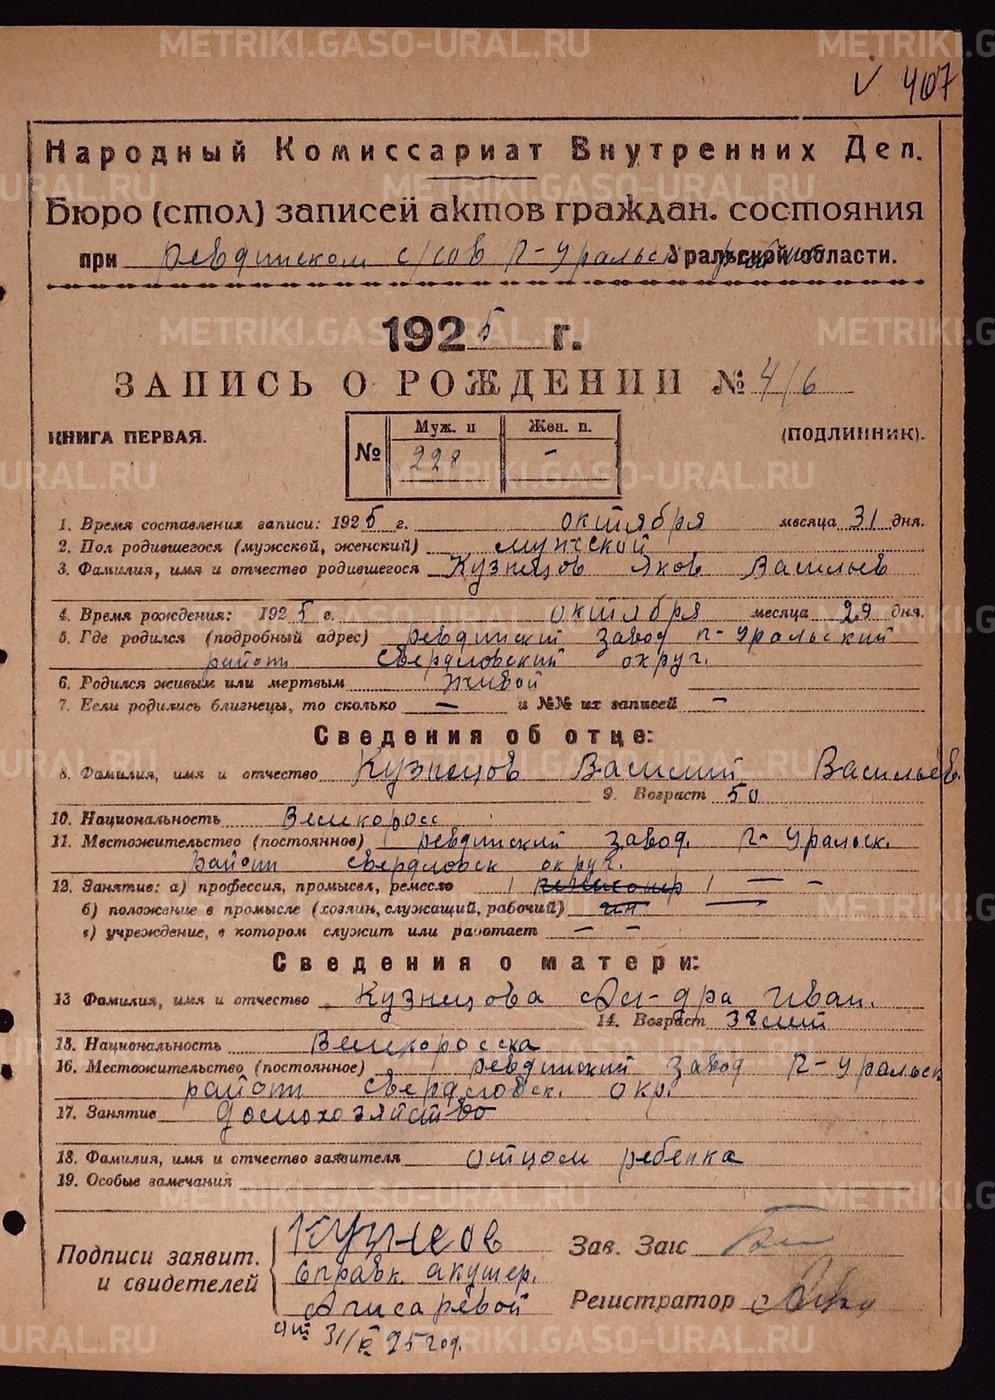 METRIKI.GASO-URAL.RU
V 407
Народный Комиссариат Внутренних Дел.
Бюро (стол) записей актов граждан. состояния
при Ревдинском с/сов П-Уральск Уральской области.
1925 г.
ЗАПИСЬ О РОЖДЕНИИ № 416
КНИГА ПЕРВАЯ. (ПОДЛИННИК).
№ Муж. п Жен. п.
228 -
1. Время составления записи: 1925 г. октября месяца 31 дня.
2. Пол родившегося (мужской, женский) мужской
3. Фамилия, имя и отчество родившегося Кузнецов Яков Васильев
4. Время рождения: 1925 г. октября месяца 29 дня.
5. Где родился (подробный адрес) Ревдинский завод П-Уральский
район Свердловский округ.
6. Родился живым или мертвым живой
7. Если родились близнецы, то сколько — и №№ их записей —
Сведения об отце:
8. Фамилия, имя и отчество Кузнецов Василий Васильев.
9. Возраст 50
10. Национальность Великоросс
11. Местожительство (постоянное) Ревдинский завод. П-Уральск.
район Свердловск округ.
12. Занятие: а) профессия, промысел, ремесло — —
б) положение в промысле (хозяин, служащий, рабочий) —
в) учреждение, в котором служит или работает — —
Сведения о матери:
13 Фамилия, имя и отчество Кузнецова Ал-дра Иван.
14. Возраст 38 лет
15. Национальность Великоросска
16. Местожительство (постоянное) Ревдинский завод П-Уральск
район Свердловск. окр.
17. Занятие домохозяйство
18. Фамилия, имя и отчество заявителя отцом ребенка
19. Особые замечания
Подписи заявит.
и свидетелей
Справк. акушер.
от 31/X 25 год.
Зав. Загс
Регистратор